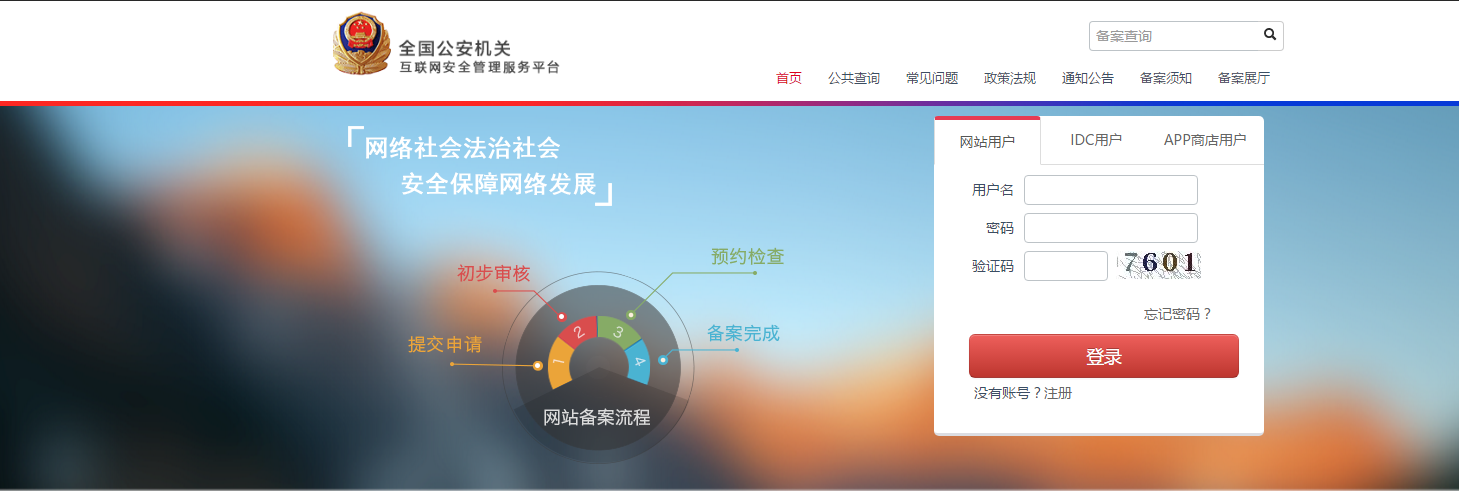 全国公安机关
互联网安全管理服务平台
备案查询
首页 公共查询 常见问题 政策法规 通知公告 备案须知 备案展厅
网络社会法治社会
安全保障网络发展
提交申请
初步审核
预约检查
备案完成
1 2 3 4
网站备案流程
网站用户 IDC用户 APP商店用户
用户名
密码
验证码 7601
忘记密码？
登录
没有账号？注册